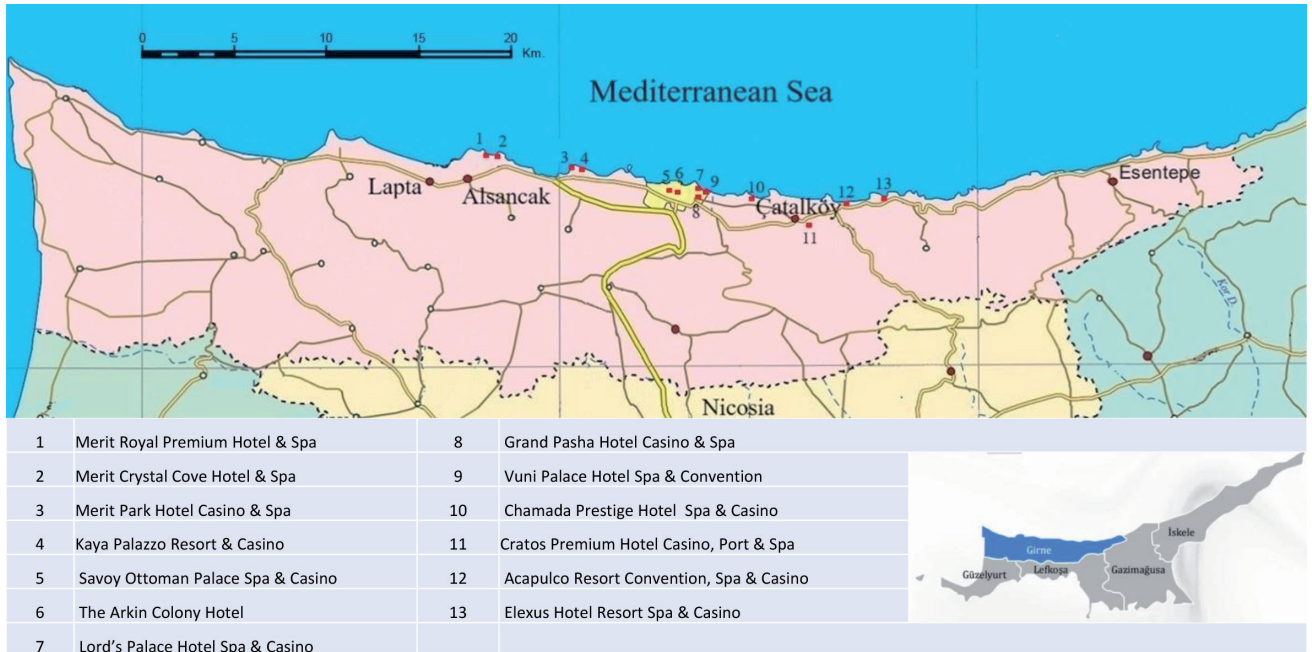 0 5 10 15 20
Km.
Mediterranean Sea
1 2
3 4
5 6 7 9
8
10
12 13
11
Lapta
Alsancak
Çatalköy
Esentepe
Kor D.
Nicosia
1 Merit Royal Premium Hotel & Spa 8 Grand Pasha Hotel Casino & Spa
2 Merit Crystal Cove Hotel & Spa 9 Vuni Palace Hotel Spa & Convention
3 Merit Park Hotel Casino & Spa 10 Chamada Prestige Hotel Spa & Casino
4 Kaya Palazzo Resort & Casino 11 Cratos Premium Hotel Casino, Port & Spa
5 Savoy Ottoman Palace Spa & Casino 12 Acapulco Resort Convention, Spa & Casino
6 The Arkin Colony Hotel 13 Elexus Hotel Resort Spa & Casino
7 Lord’s Palace Hotel Spa & Casino
İskele
Girne
Güzelyurt Lefkoşa Gazimağusa